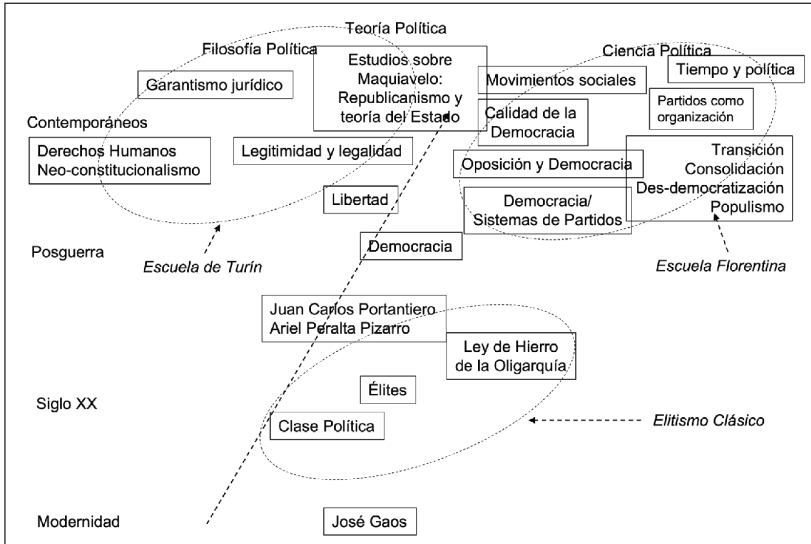 Teoría Política
Filosofía Política
Ciencia Política
Estudios sobre
Maquiavelo:
Republicanismo y
teoría del Estado
Garantismo jurídico
Movimientos sociales
Tiempo y política
Calidad de la
Democracia
Partidos como
organización
Contemporáneos
Derechos Humanos
Neo-constitucionalismo
Legitimidad y legalidad
Oposición y Democracia
Transición
Consolidación
Des-democratización
Populismo
Libertad
Democracia/
Sistemas de Partidos
Posguerra
Democracia
Escuela de Turín
Escuela Florentina
Juan Carlos Portantiero
Ariel Peralta Pizarro
Ley de Hierro
de la Oligarquía
Siglo XX
Élites
Clase Política
Elitismo Clásico
Modernidad
José Gaos